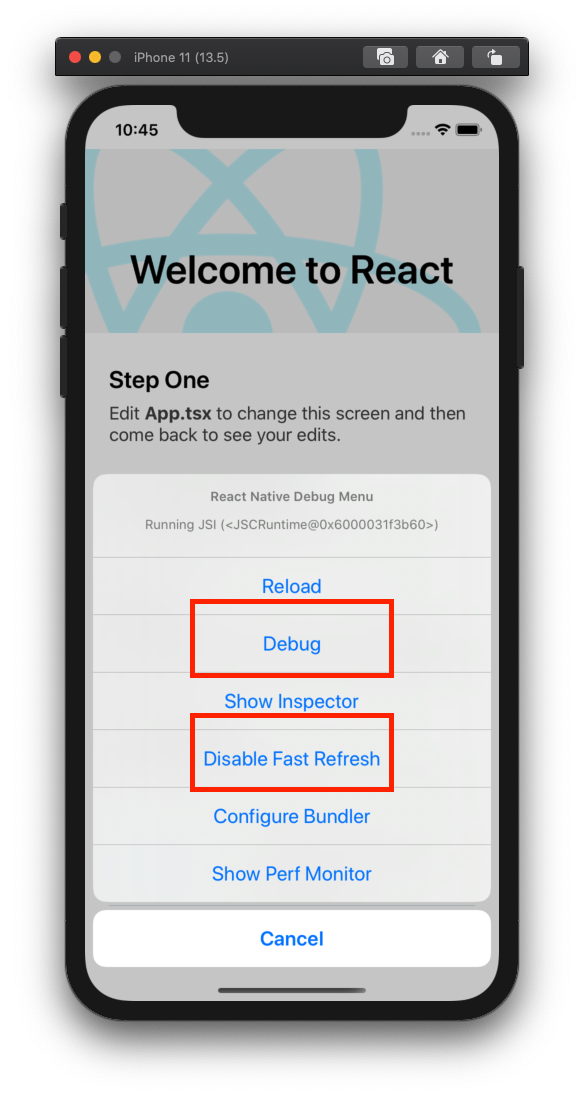 iPhone 11 (13.5)
10:45
Welcome to React
Step One
Edit App.tsx to change this screen and then
come back to see your edits.
React Native Debug Menu
Running JSI (<JSCRuntime@0x6000031f3b60>)
Reload
Debug
Show Inspector
Disable Fast Refresh
Configure Bundler
Show Perf Monitor
Cancel